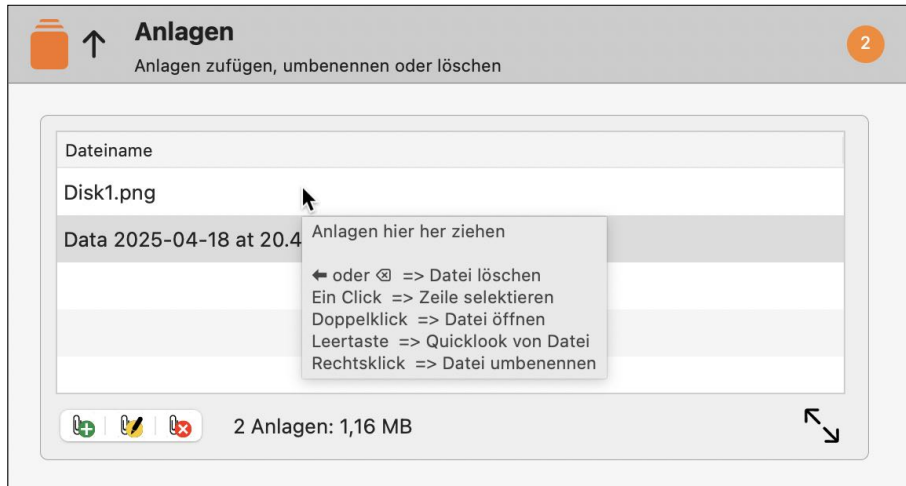 Anlagen
Anlagen zufügen, umbenennen oder löschen
2
Dateiname
Disk1.png
Data 2025-04-18 at 20.4
Anlagen hier her ziehen
⬅ oder ⌫ => Datei löschen
Ein Click => Zeile selektieren
Doppelklick => Datei öffnen
Leertaste => Quicklook von Datei
Rechtsklick => Datei umbenennen
2 Anlagen: 1,16 MB